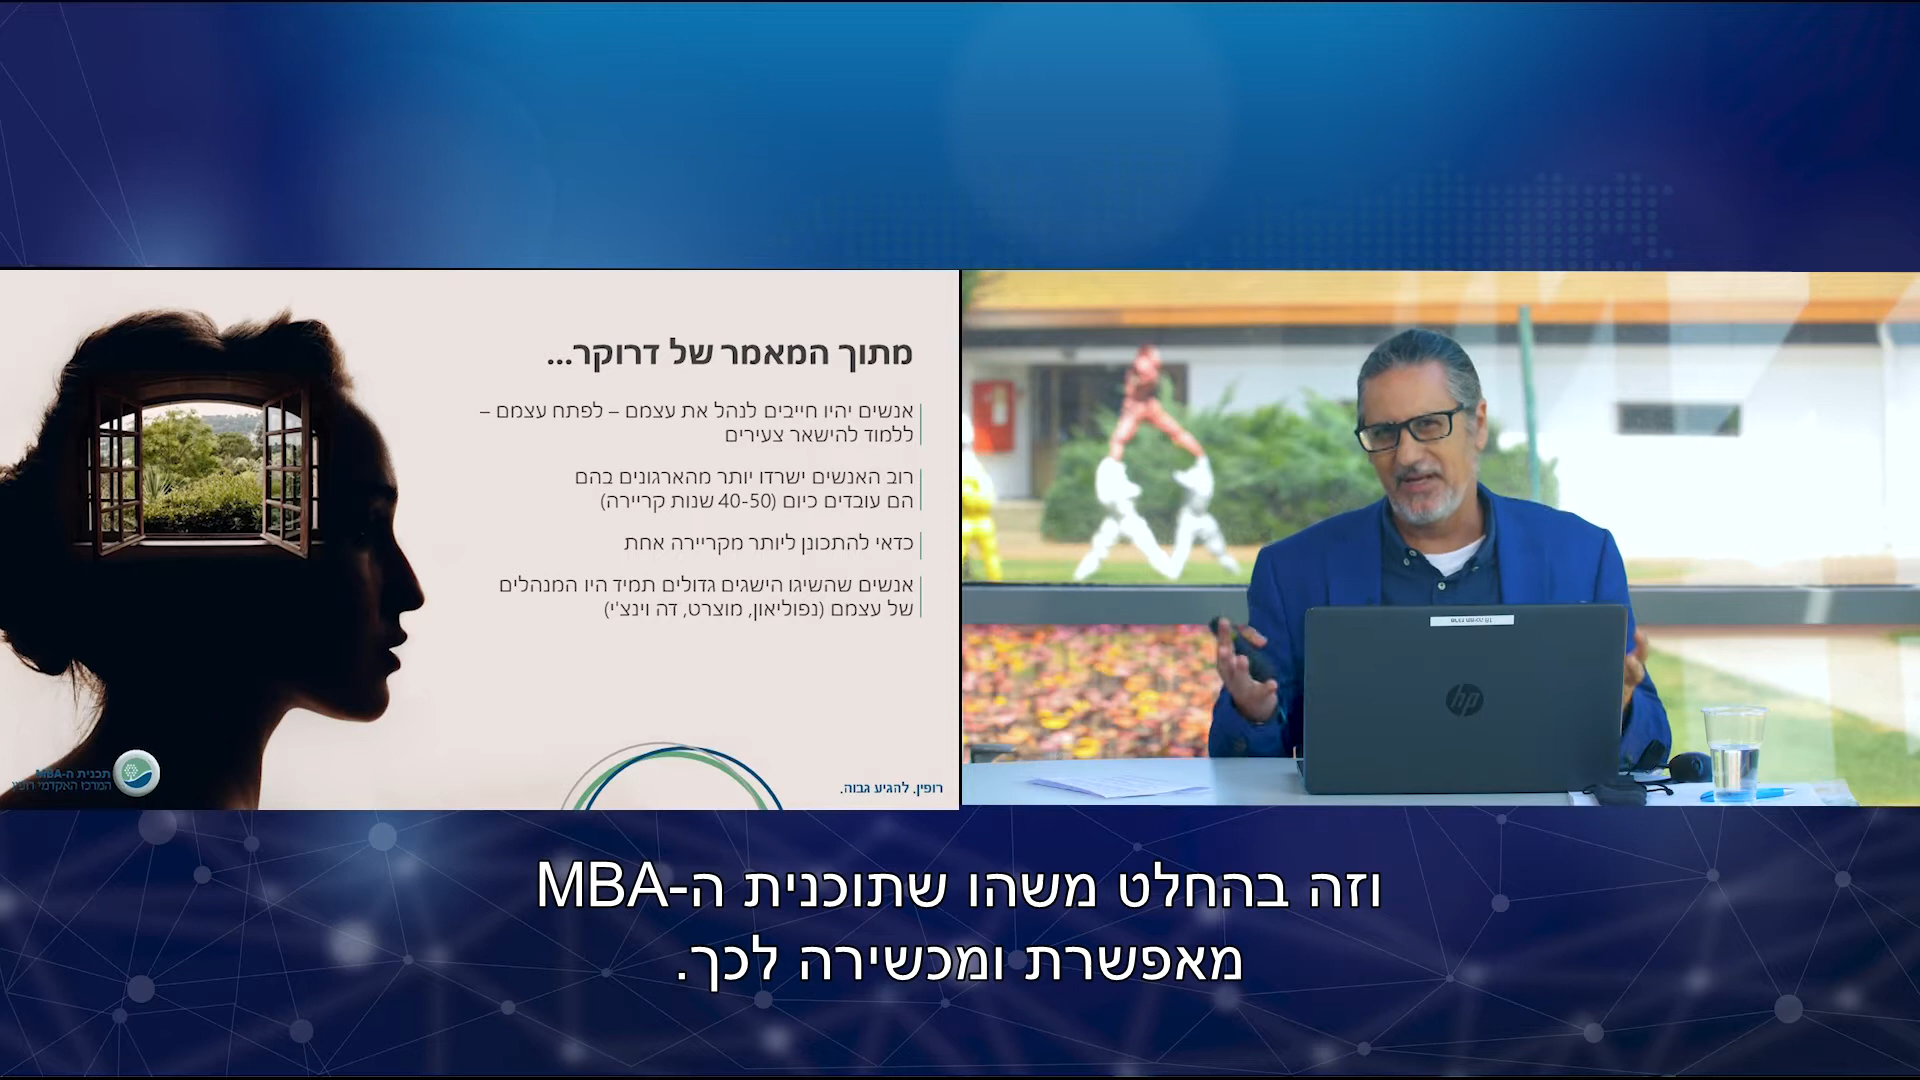 מתוך המאמר של דרוקר...
אנשים יהיו חייבים לנהל את עצמם – לפתח עצמם –
ללמוד להישאר צעירים
רוב האנשים ישרדו יותר מהארגונים בהם
הם עובדים כיום (40-50 שנות קריירה)
כדאי להתכונן ליותר מקריירה אחת
אנשים שהשיגו הישגים גדולים תמיד היו המנהלים
של עצמם (נפוליאון, מוצרט, דה וינצ'י)
תכנית ה-MBA
המרכז האקדמי רופין
רופין. להגיע גבוה.
hp
וזה בהחלט משהו שתוכנית ה-MBA
מאפשרת ומכשירה לכך.